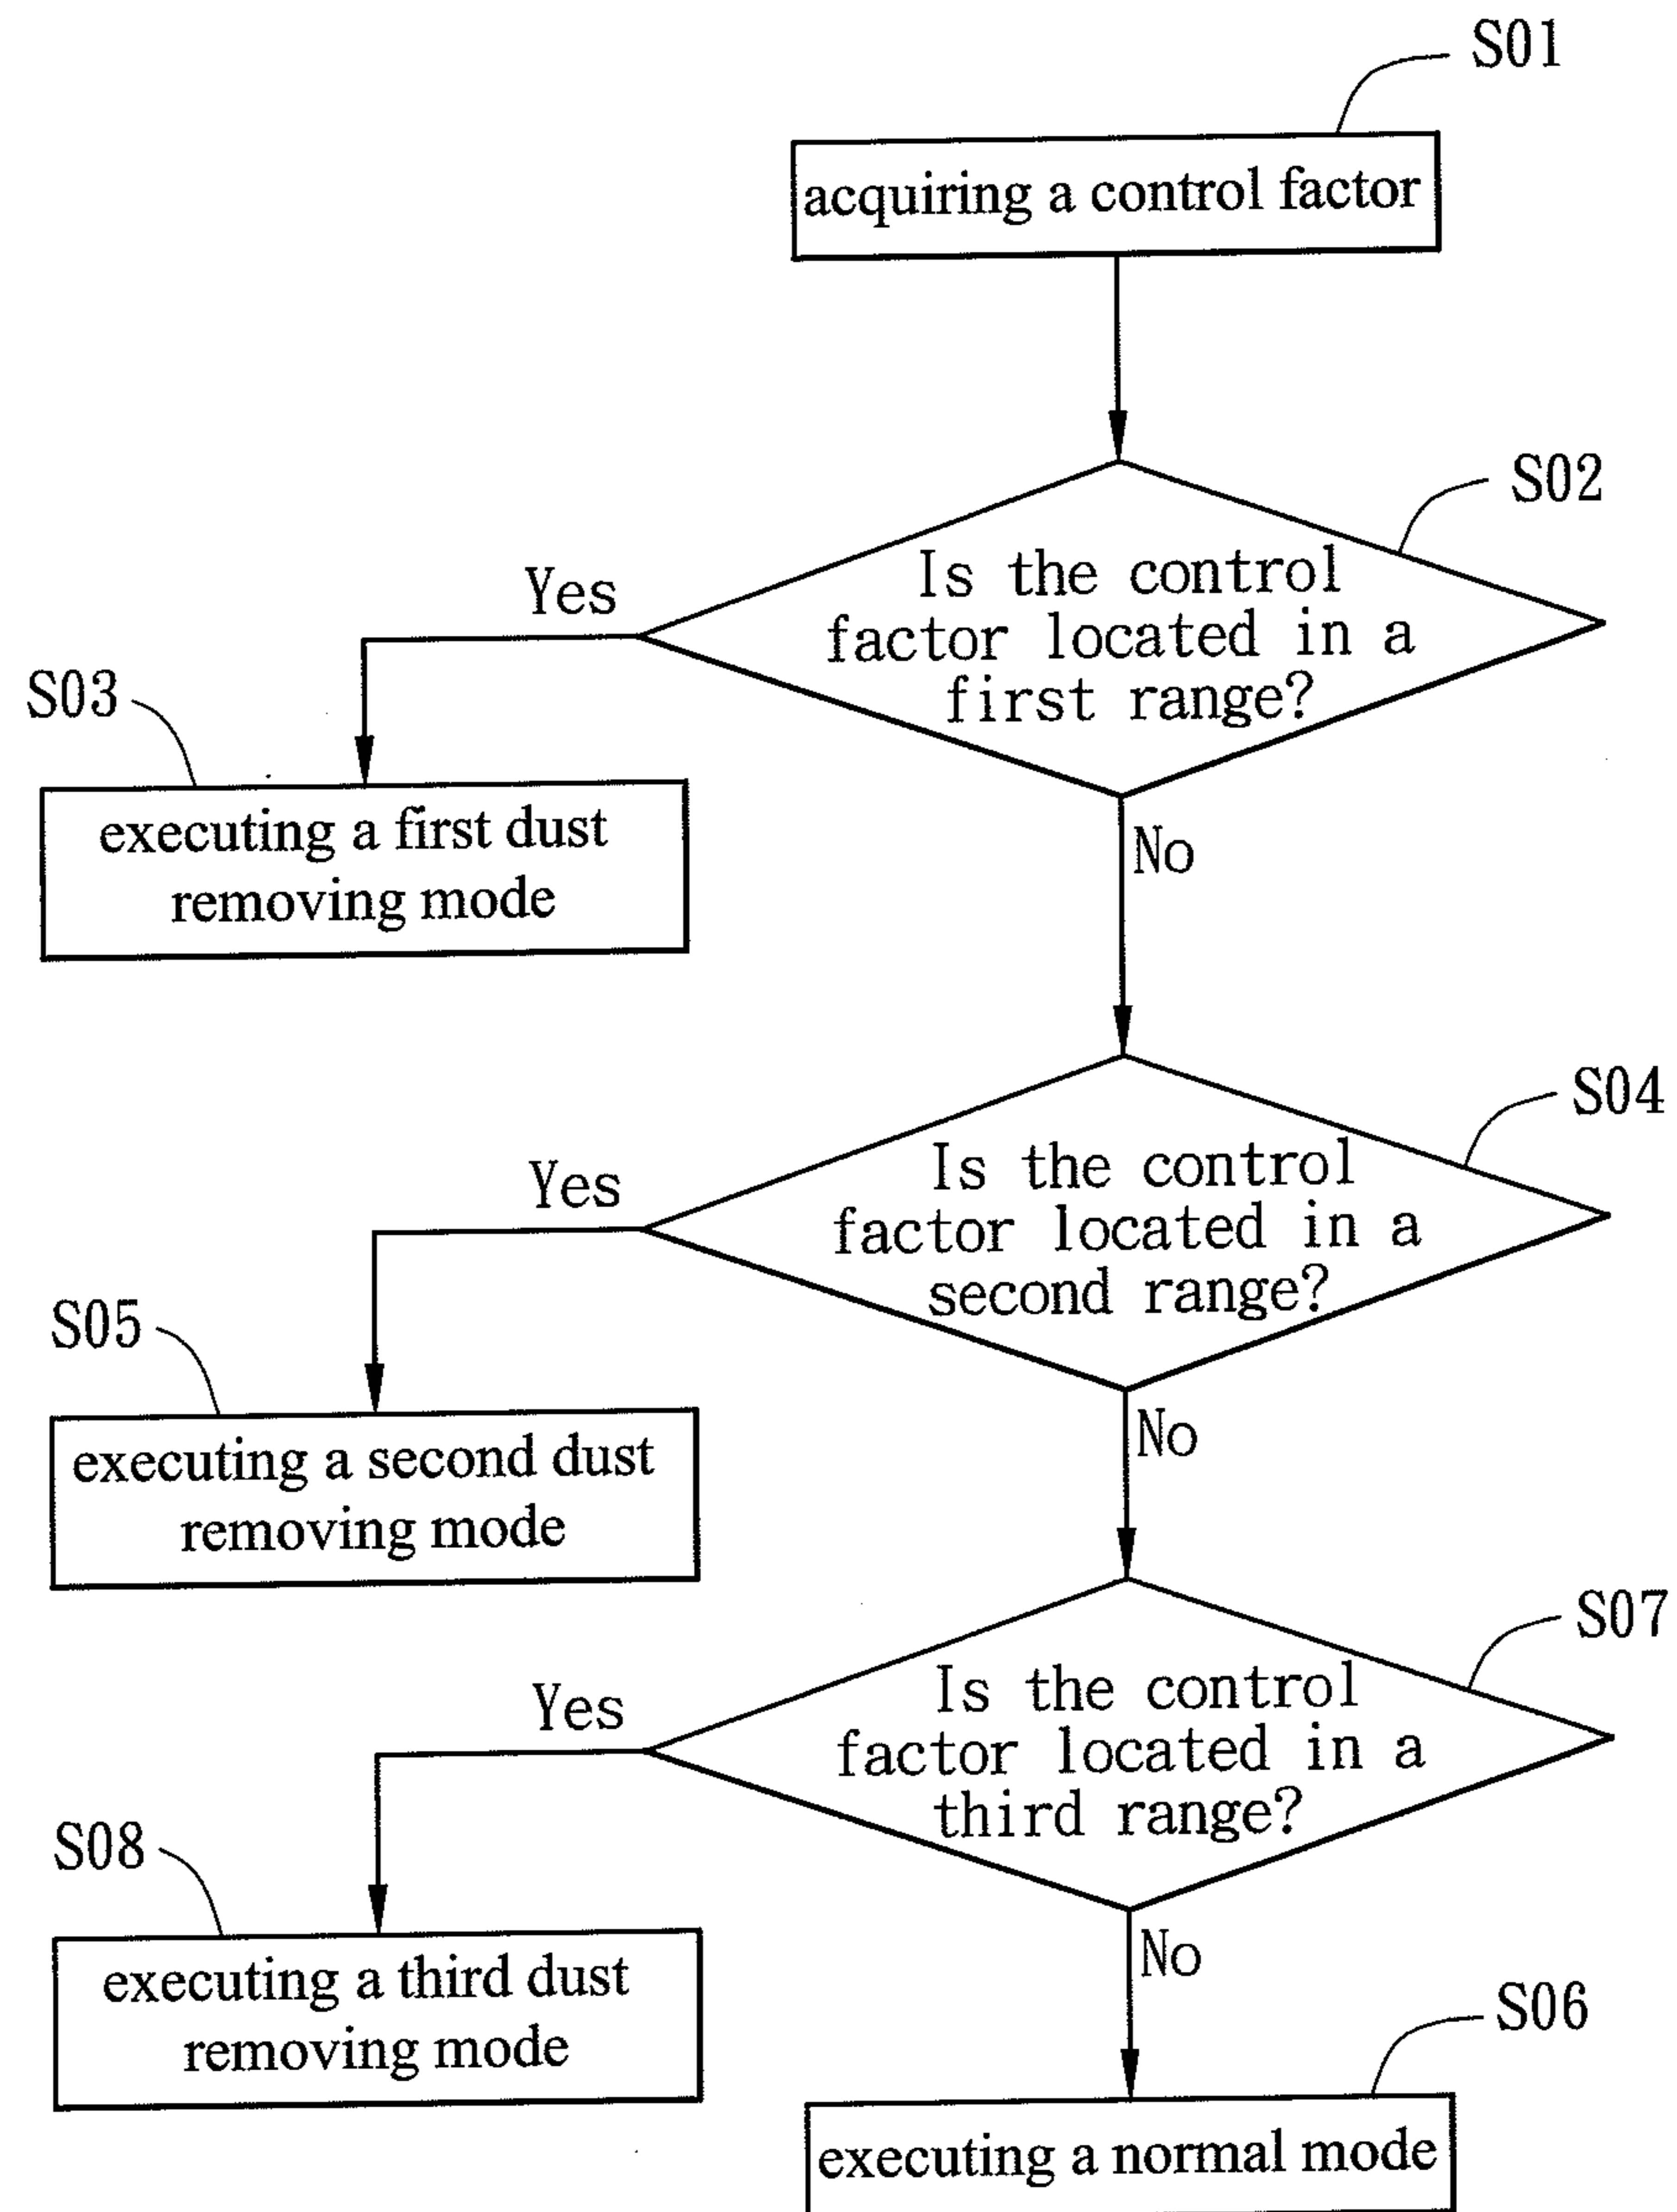 S01
acquiring a control factor
S02
Is the control
factor located in a
first range?
Yes
S03
executing a first dust
removing mode
No
S04
Is the control
factor located in a
second range?
Yes
S05
executing a second dust
removing mode
No
S07
Is the control
factor located in a
third range?
Yes
S08
executing a third dust
removing mode
No
S06
executing a normal mode